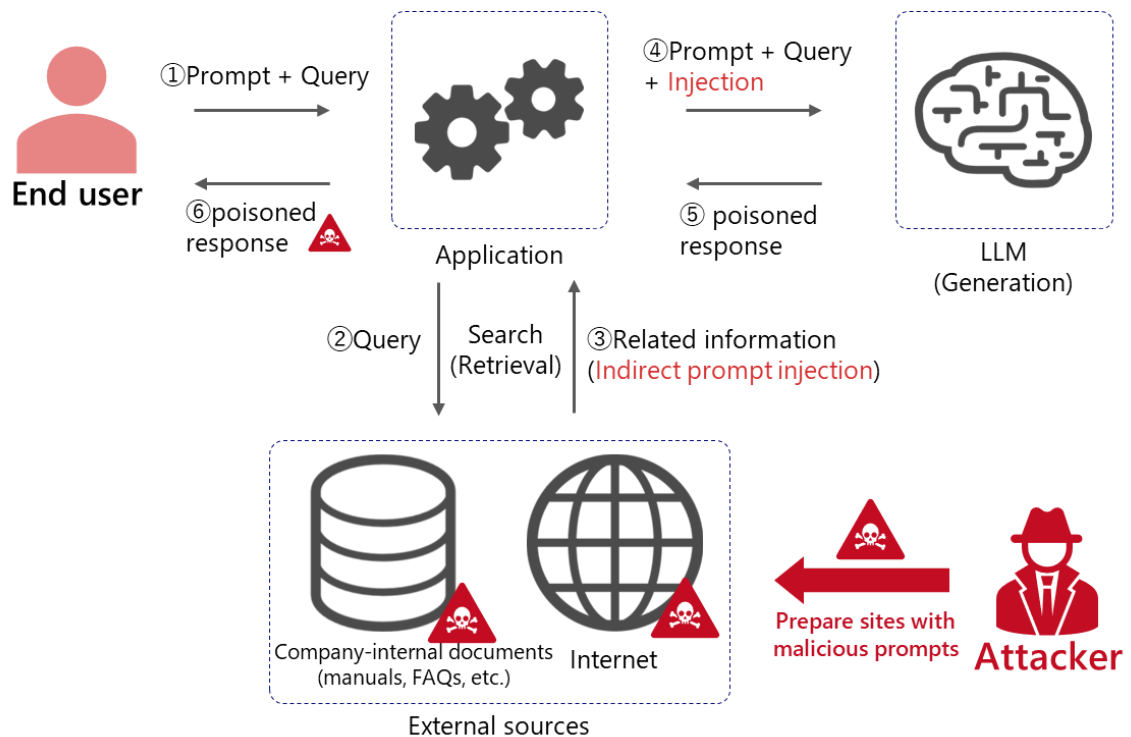 ①Prompt + Query
④Prompt + Query
+ Injection
End user
⑥poisoned
response
Application
⑤ poisoned
response
LLM
(Generation)
②Query
Search
(Retrieval)
③Related information
(Indirect prompt injection)
Company-internal documents
(manuals, FAQs, etc.)
Internet
External sources
Prepare sites with
malicious prompts
Attacker